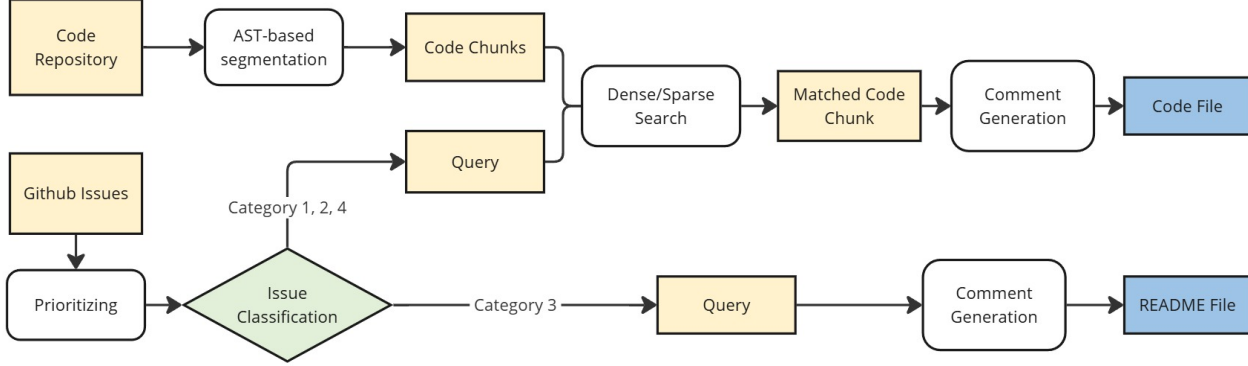 Code
Repository
AST-based
segmentation
Code Chunks
Dense/Sparse
Search
Matched Code
Chunk
Comment
Generation
Code File
Query
Github Issues
Category 1, 2, 4
Prioritizing
Issue
Classification
Category 3
Query
Comment
Generation
README File